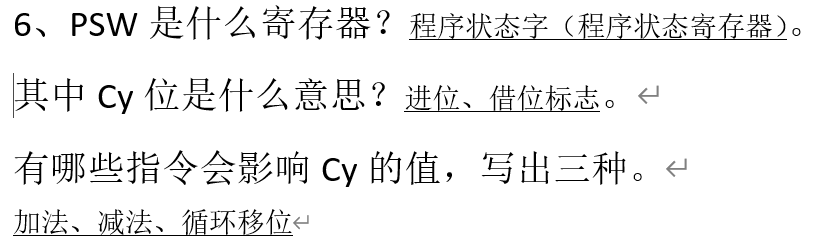 6、PSW 是什么寄存器？程序状态字（程序状态寄存器）。
其中 Cy 位是什么意思？进位、借位标志。↵
有哪些指令会影响 Cy 的值，写出三种。↵
加法、减法、循环移位↵